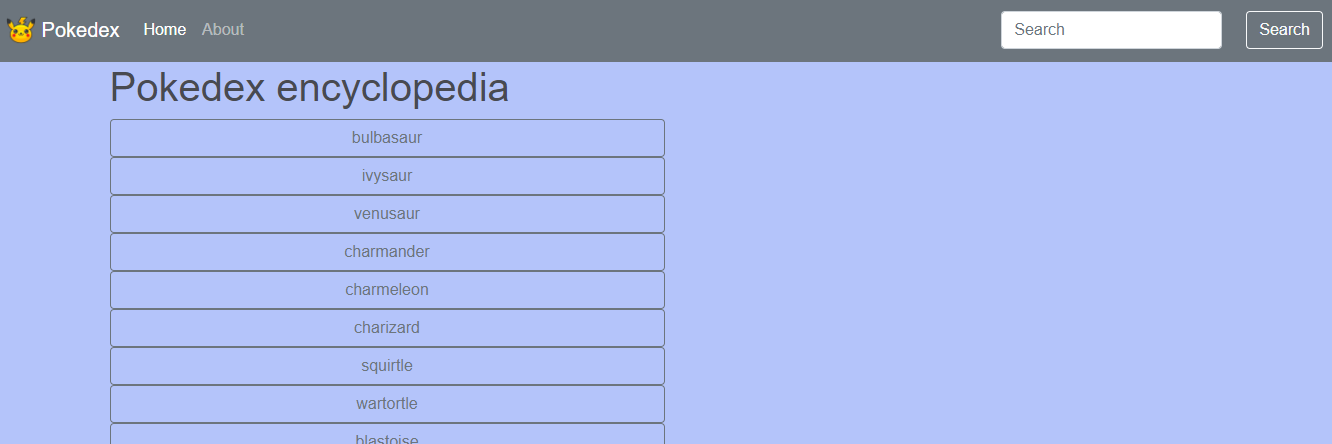 Pokedex Home About Search Search
Pokedex encyclopedia
bulbasaur
ivysaur
venusaur
charmander
charmeleon
charizard
squirtle
wartortle
blastoise